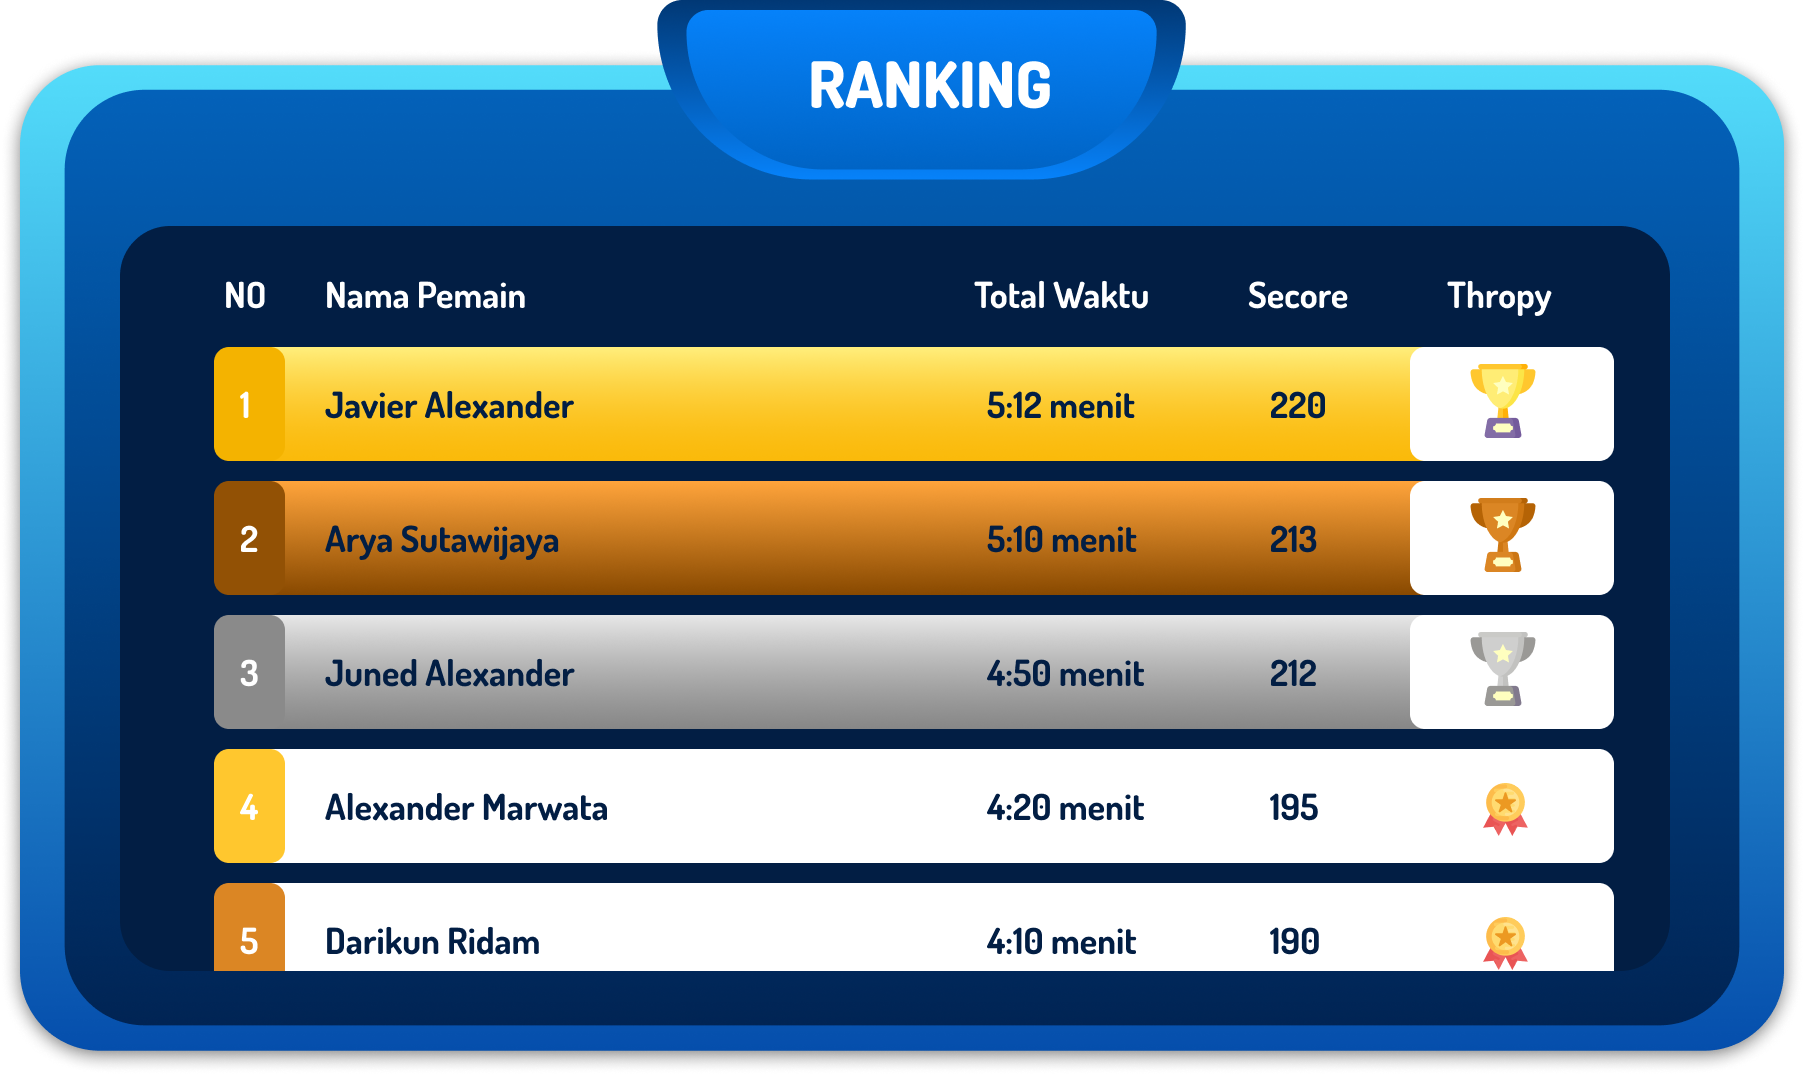 RANKING
NO Nama Pemain Total Waktu Secore Thropy
1 Javier Alexander 5:12 menit 220
2 Arya Sutawijaya 5:10 menit 213
3 Juned Alexander 4:50 menit 212
4 Alexander Marwata 4:20 menit 195
5 Darikun Ridam 4:10 menit 190